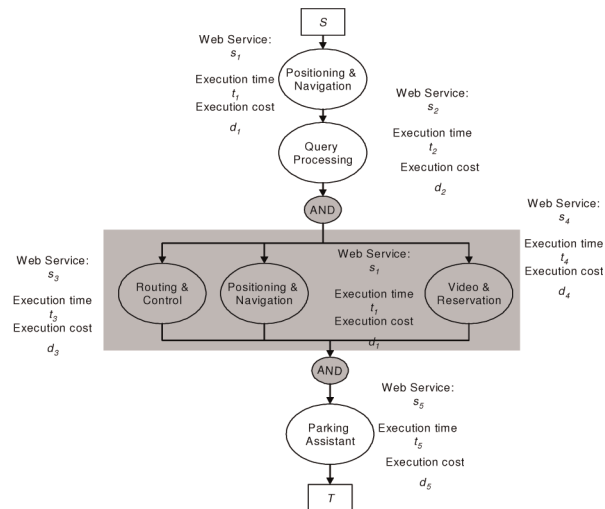 S
Web Service:
s1
Execution time
t1
Execution cost
d1
Positioning &
Navigation
Web Service:
s2
Execution time
t2
Execution cost
d2
Query
Processing
AND
Web Service:
s4
Execution time
t4
Execution cost
d4
Web Service:
s3
Execution time
t3
Execution cost
d3
Routing &
Control
Positioning &
Navigation
Web Service:
s1
Execution time
t1
Execution cost
d1
Video &
Reservation
AND
Web Service:
s5
Execution time
t5
Execution cost
d5
Parking
Assistant
T